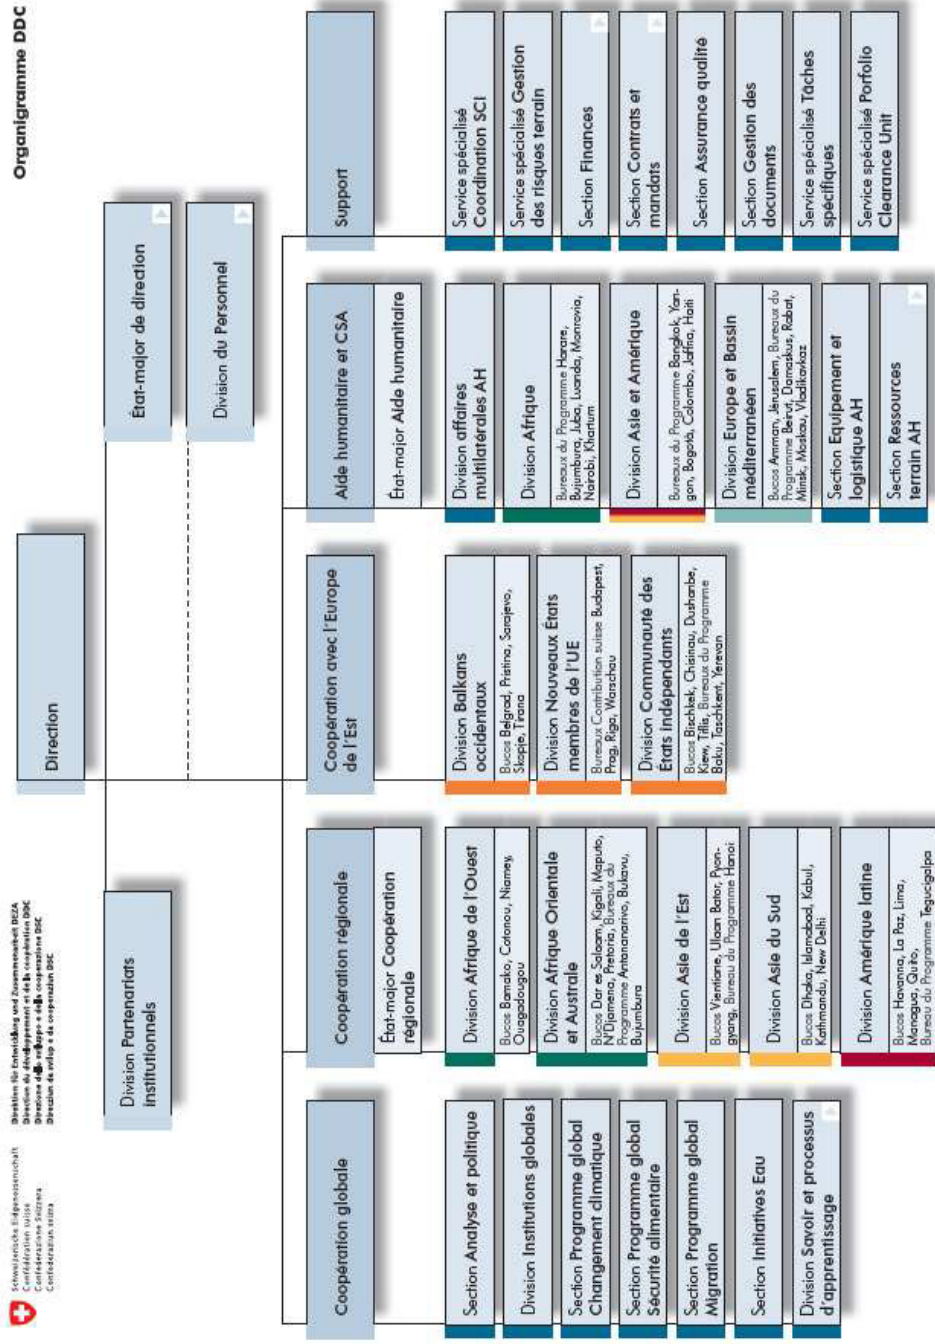 Schweizerische Eidgenossenschaft
Confédération suisse
Confederazione Svizzera
Confederaziun svizra
Direktion für Entwicklung und Zusammenarbeit DEZA
Direction du développement et de la coopération DDC
Direzione dello sviluppo e della cooperazione DSC
Direcziun da svilup e da cooperaziun DSC
Organigramme DDC
Direction
Division Partenariats
institutionnels
État-major de direction
Division du Personnel
Coopération globale
Section Analyse et politique
Division Institutions globales
Section Programme global
Changement climatique
Section Programme global
Sécurité alimentaire
Section Programme global
Migration
Section Initiatives Eau
Division Savoir et processus
d'apprentissage
Coopération régionale
État-major Coopération
régionale
Division Afrique de l'Ouest
Bucos Bamako, Cotonou, Niamey,
Ouagadougou
Division Afrique Orientale
et Australe
Bucos Dar es Salaam, Kigali, Maputo,
N'Djamena, Pretoria, Bureaux du
Programme Antananarivo, Bukavu,
Bujumbura
Division Asie de l'Est
Bucos Vientiane, Ulaan Bator, Pyon-
gyang, Bureau du Programme Hanoi
Division Asie du Sud
Bucos Dhaka, Islamabad, Kabul,
Kathmandu, New Delhi
Division Amérique latine
Bucos Havanna, La Paz, Lima,
Managua, Quito,
Bureau du Programme Tegucigalpa
Coopération avec l'Europe
de l'Est
Division Balkans
occidentaux
Bucos Belgrad, Pristina, Sarajevo,
Skopje, Tirana
Division Nouveaux États
membres de l'UE
Bureaux Contribution suisse Budapest,
Prag, Riga, Warschau
Division Communauté des
États indépendants
Bucos Bischkek, Chisinau, Dushanbe,
Kiew, Tiflis, Bureaux du Programme
Baku, Taschkent, Yerevan
Aide humanitaire et CSA
État-major Aide humanitaire
Division affaires
multilatérales AH
Division Afrique
Bureaux du Programme Harare,
Bujumbura, Juba, Luanda, Monrovia,
Nairobi, Khartum
Division Asie et Amérique
Bureaux du Programme Bangkok, Yan-
gon, Bogotà, Colombo, Jaffna, Haiti
Division Europe et Bassin
méditerranéen
Bucos Amman, Jerusalem, Bureaux du
Programme Beirut, Damaskus, Rabat,
Minsk, Moskau, Vladikavkaz
Section Equipement et
logistique AH
Section Ressources
terrain AH
Support
Service spécialisé
Coordination SCI
Service spécialisé Gestion
des risques terrain
Section Finances
Section Contrats et
mandats
Section Assurance qualité
Section Gestion des
documents
Service spécialisé Tâches
spécifiques
Service spécialisé Porfolio
Clearance Unit